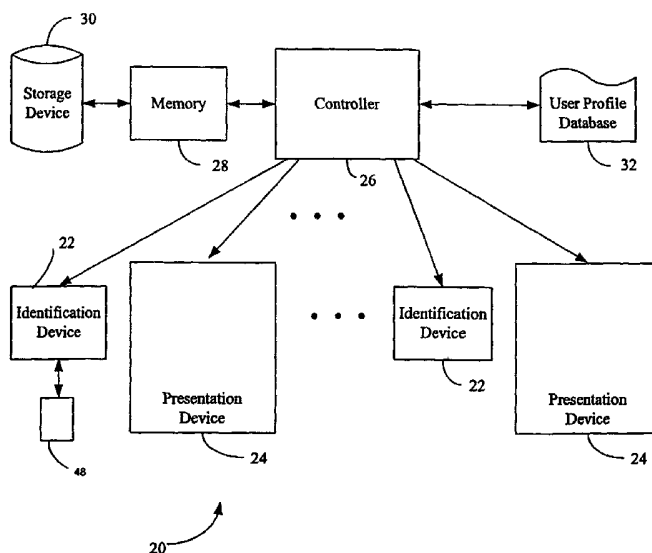 30
Storage
Device
Memory
Controller
User Profile
Database
28
26
32
22
Identification
Device
Presentation
Device
Identification
Device
22
Presentation
Device
48
24
24
20